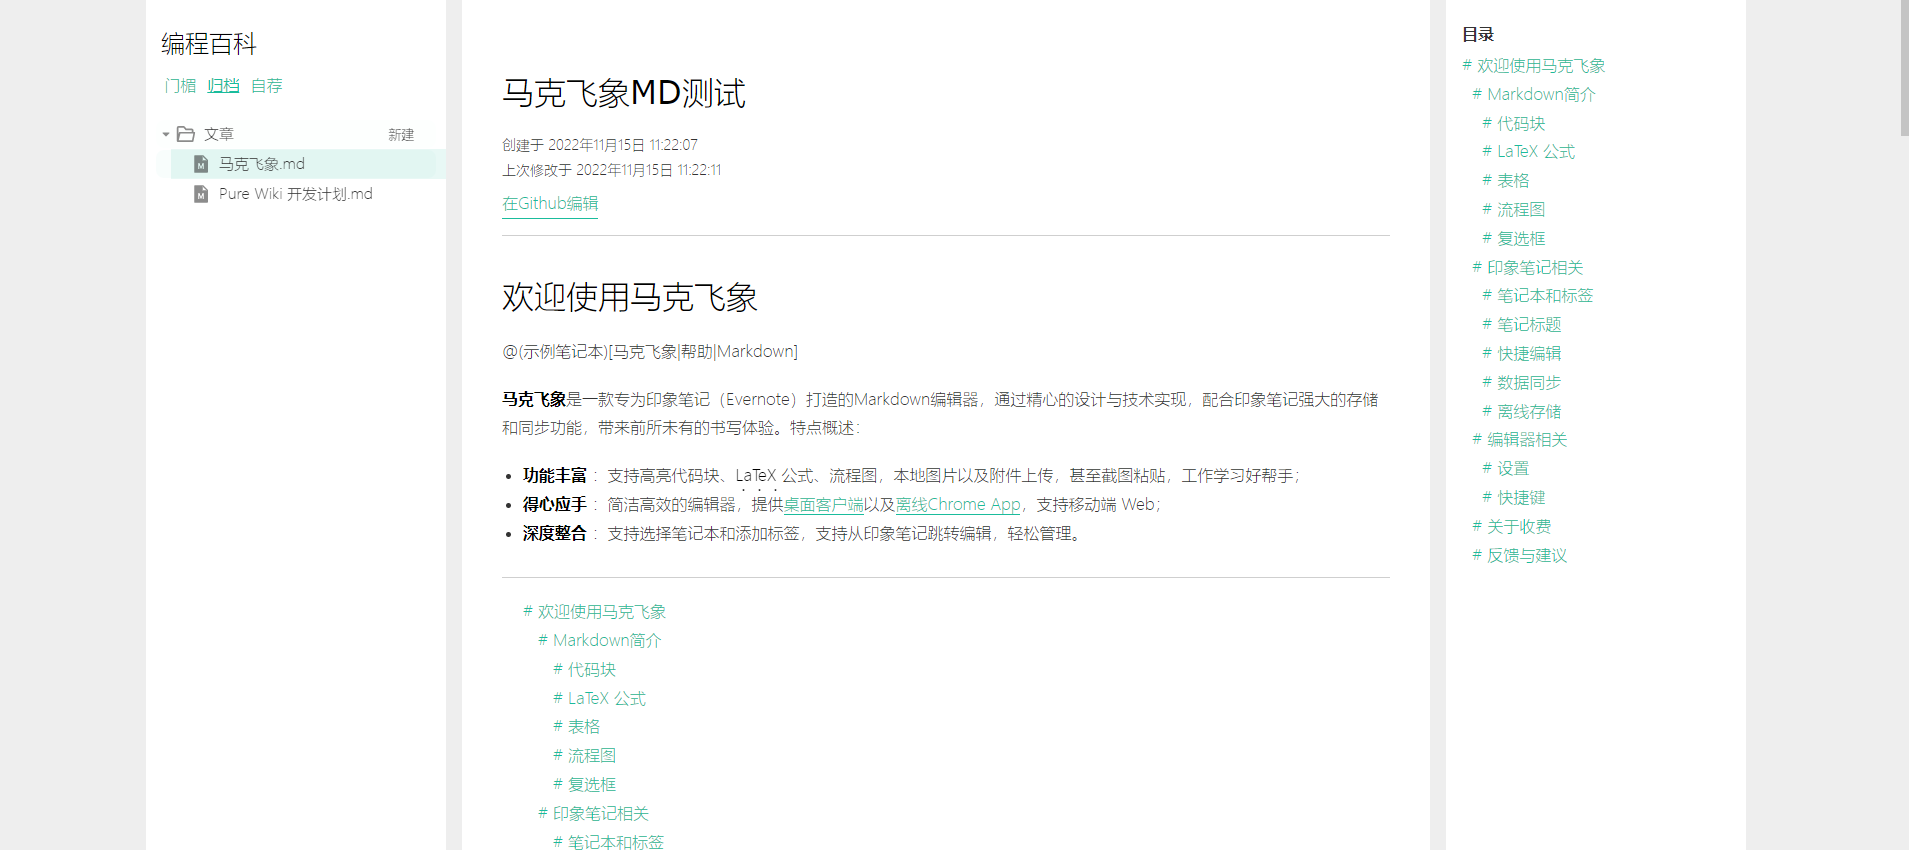 编程百科
门楣 归档 自荐
文章 新建
马克飞象.md
Pure Wiki 开发计划.md
马克飞象MD测试
创建于 2022年11月15日 11:22:07
上次修改于 2022年11月15日 11:22:11
在Github编辑
欢迎使用马克飞象
@(示例笔记本)[马克飞象|帮助|Markdown]
马克飞象是一款专为印象笔记（Evernote）打造的Markdown编辑器，通过精心的设计与技术实现，配合印象笔记强大的存储
和同步功能，带来前所未有的书写体验。特点概述：
功能丰富 ：支持高亮代码块、LaTeX 公式、流程图，本地图片以及附件上传，甚至截图粘贴，工作学习好帮手；
得心应手 ：简洁高效的编辑器，提供桌面客户端以及离线Chrome App，支持移动端 Web；
深度整合 ：支持选择笔记本和添加标签，支持从印象笔记跳转编辑，轻松管理。
# 欢迎使用马克飞象
# Markdown简介
# 代码块
# LaTeX 公式
# 表格
# 流程图
# 复选框
# 印象笔记相关
# 笔记本和标签
目录
# 欢迎使用马克飞象
# Markdown简介
# 代码块
# LaTeX 公式
# 表格
# 流程图
# 复选框
# 印象笔记相关
# 笔记本和标签
# 笔记标题
# 快捷编辑
# 数据同步
# 离线存储
# 编辑器相关
# 设置
# 快捷键
# 关于收费
# 反馈与建议